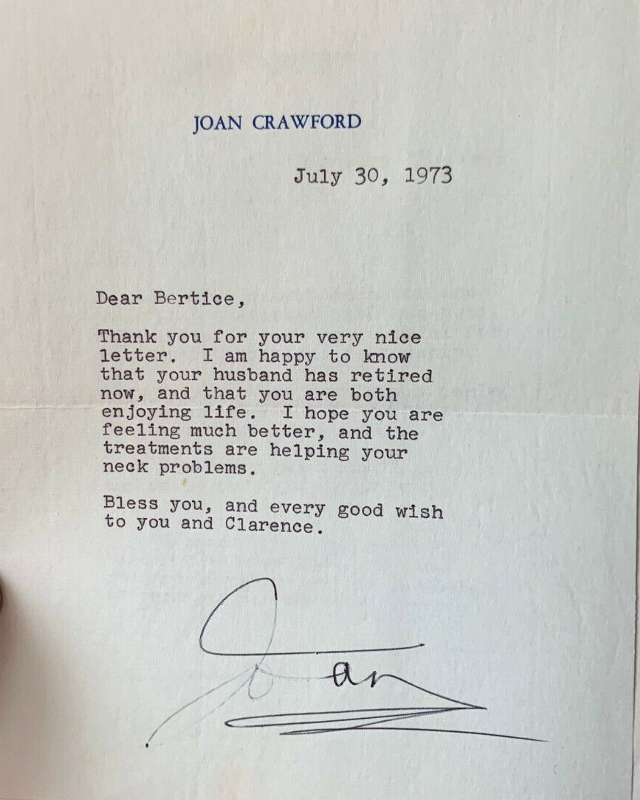 JOAN CRAWFORD
July 30, 1973
Dear Bertice,
Thank you for your very nice
letter.  I am happy to know
that your husband has retired
now, and that you are both
enjoying life.  I hope you are
feeling much better, and the
treatments are helping your
neck problems.
Bless you, and every good wish
to you and Clarence.
Joan